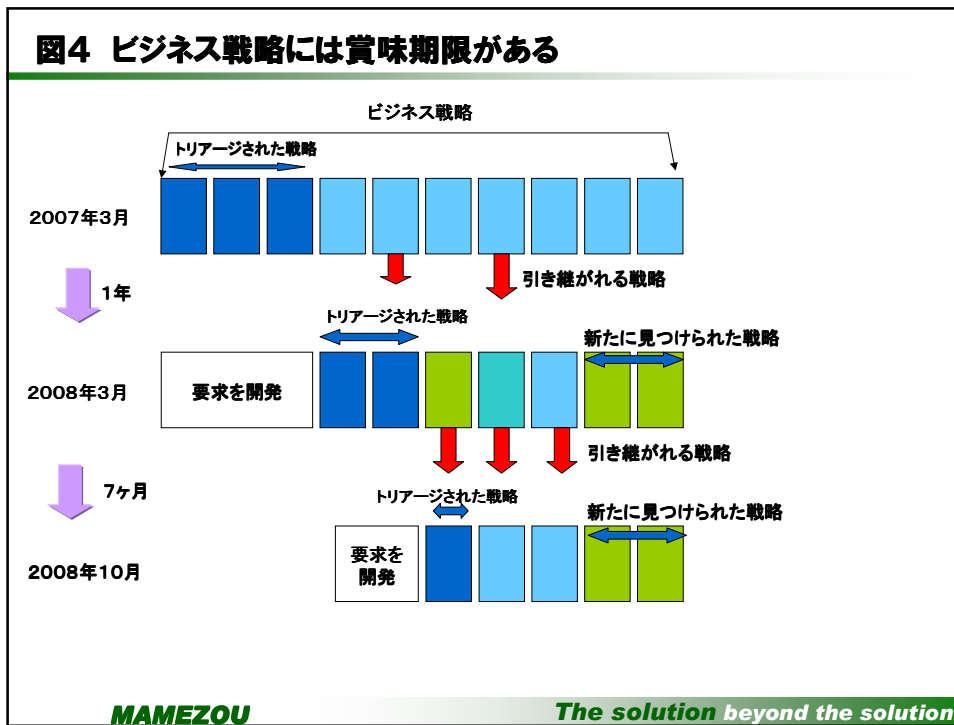 図4 ビジネス戦略には賞味期限がある
ビジネス戦略
トリアージされた戦略
2007年3月
引き継がれる戦略
1年
トリアージされた戦略
新たに見つけられた戦略
2008年3月
要求を開発
引き継がれる戦略
7ヶ月
トリアージされた戦略
新たに見つけられた戦略
要求を
開発
2008年10月
MAMEZOU
The solution beyond the solution